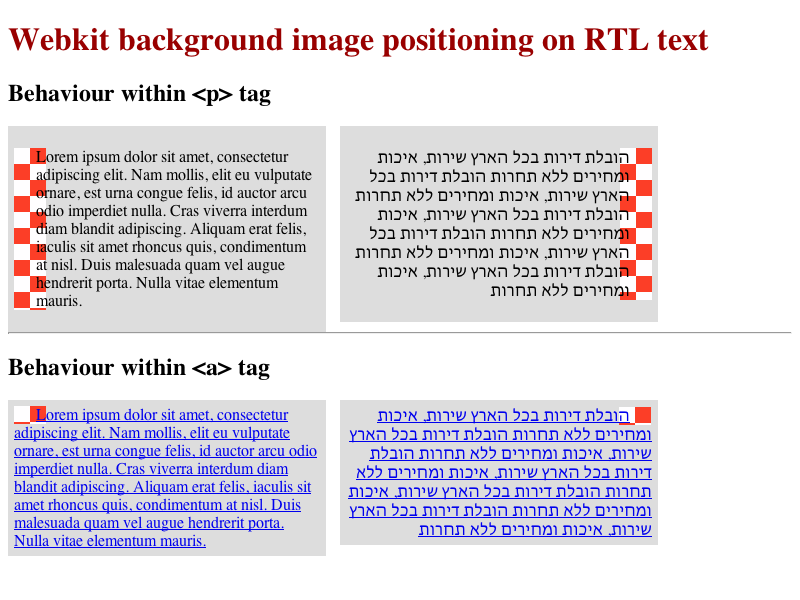 Webkit background image positioning on RTL text
Behaviour within <p> tag
Lorem ipsum dolor sit amet, consectetur
adipiscing elit. Nam mollis, elit eu vulputate
ornare, est urna congue felis, id auctor arcu
odio imperdiet nulla. Cras viverra interdum
diam blandit adipiscing. Aliquam erat felis,
iaculis sit amet rhoncus quis, condimentum
at nisl. Duis malesuada quam vel augue
hendrerit porta. Nulla vitae elementum
mauris.
הובלת דירות בכל הארץ שירות, איכות
ומחירים ללא תחרות הובלת דירות בכל
הארץ שירות, איכות ומחירים ללא תחרות
הובלת דירות בכל הארץ שירות, איכות
ומחירים ללא תחרות הובלת דירות בכל
הארץ שירות, איכות ומחירים ללא תחרות
הובלת דירות בכל הארץ שירות, איכות
ומחירים ללא תחרות
Behaviour within <a> tag
Lorem ipsum dolor sit amet, consectetur
adipiscing elit. Nam mollis, elit eu vulputate
ornare, est urna congue felis, id auctor arcu odio
imperdiet nulla. Cras viverra interdum diam
blandit adipiscing. Aliquam erat felis, iaculis sit
amet rhoncus quis, condimentum at nisl. Duis
malesuada quam vel augue hendrerit porta.
Nulla vitae elementum mauris.
הובלת דירות בכל הארץ שירות, איכות
ומחירים ללא תחרות הובלת דירות בכל הארץ
שירות, איכות ומחירים ללא תחרות הובלת
דירות בכל הארץ שירות, איכות ומחירים ללא
תחרות הובלת דירות בכל הארץ שירות, איכות
ומחירים ללא תחרות הובלת דירות בכל הארץ
שירות, איכות ומחירים ללא תחרות